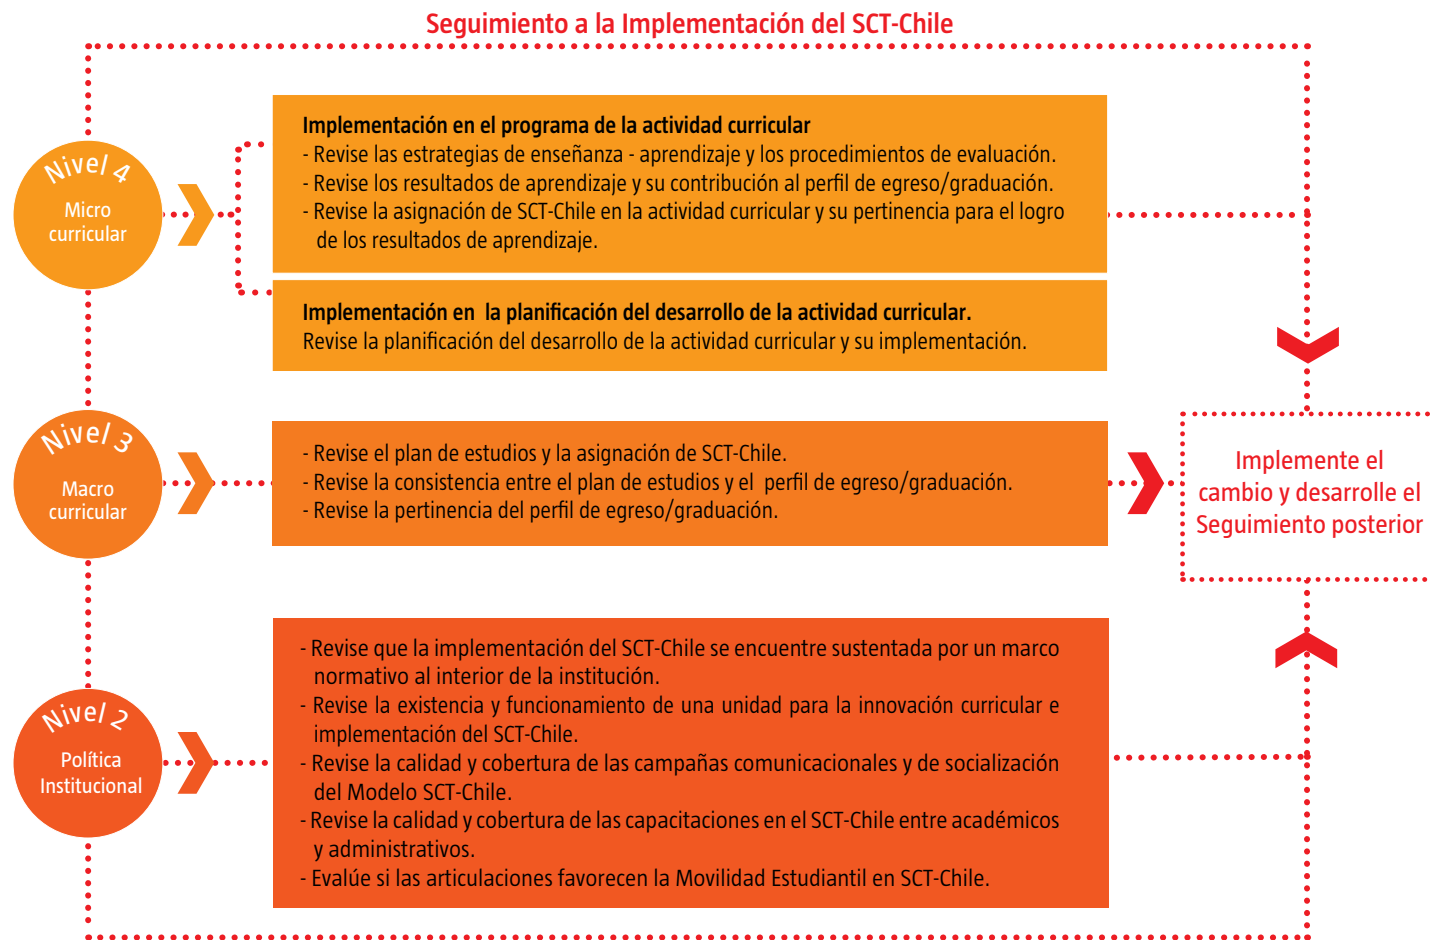 Seguimiento a la Implementación del SCT-Chile
Nivel 4
Micro
curricular
Implementación en el programa de la actividad curricular
- Revise las estrategias de enseñanza - aprendizaje y los procedimientos de evaluación.
- Revise los resultados de aprendizaje y su contribución al perfil de egreso/graduación.
- Revise la asignación de SCT-Chile en la actividad curricular y su pertinencia para el logro
de los resultados de aprendizaje.
Implementación en la planificación del desarrollo de la actividad curricular.
Revise la planificación del desarrollo de la actividad curricular y su implementación.
Nivel 3
Macro
curricular
- Revise el plan de estudios y la asignación de SCT-Chile.
- Revise la consistencia entre el plan de estudios y el perfil de egreso/graduación.
- Revise la pertinencia del perfil de egreso/graduación.
Implemente el
cambio y desarrolle el
Seguimiento posterior
Nivel 2
Política
Institucional
- Revise que la implementación del SCT-Chile se encuentre sustentada por un marco
normativo al interior de la institución.
- Revise la existencia y funcionamiento de una unidad para la innovación curricular e
implementación del SCT-Chile.
- Revise la calidad y cobertura de las campañas comunicacionales y de socialización
del Modelo SCT-Chile.
- Revise la calidad y cobertura de las capacitaciones en el SCT-Chile entre académicos
y administrativos.
- Evalúe si las articulaciones favorecen la Movilidad Estudiantil en SCT-Chile.